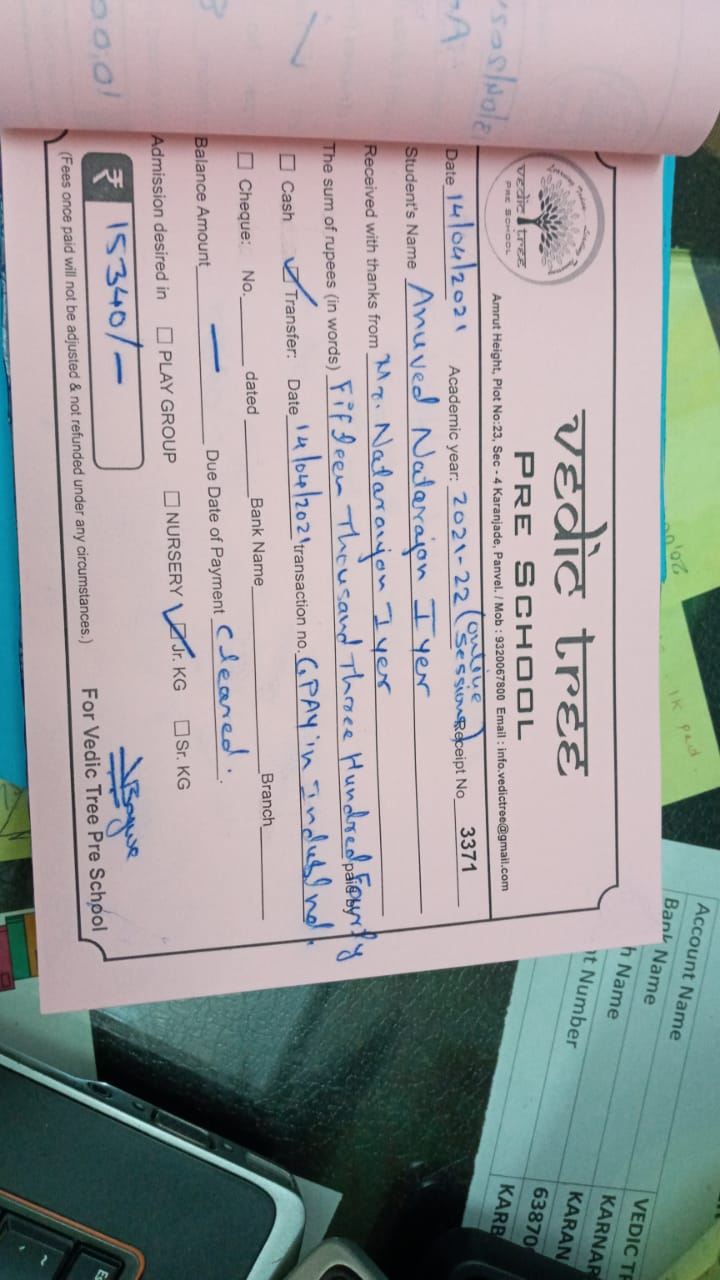 vedic tree
PRE SCHOOL
vedic tree
PRE SCHOOL
Amrut Height, Plot No:23, Sec - 4 Karanjade, Panvel. / Mob : 9320067800 Email : info.vedictree@gmail.com
Date 14/04/2021 Academic year: 2021-22 (online session) Receipt No 3371
Student's Name Anuved Natarajan Iyer
Received with thanks from Mr. Natarajan Iyer
The sum of rupees (in words) Fifteen Thousand Three Hundred Fourty paid by
Cash Transfer: Date 14/04/2021 transaction no. GPAY in IndusInd.
Cheque: No. dated Bank Name Branch
Balance Amount — Due Date of Payment Cleared.
Admission desired in PLAY GROUP NURSERY Jr. KG Sr. KG
₹ 15340/-
For Vedic Tree Pre School
(Fees once paid will not be adjusted & not refunded under any circumstances.)
1K paid
Account Name VEDIC T
Bank Name KARNA
h Name KARAN
nt Number 63870
KARB